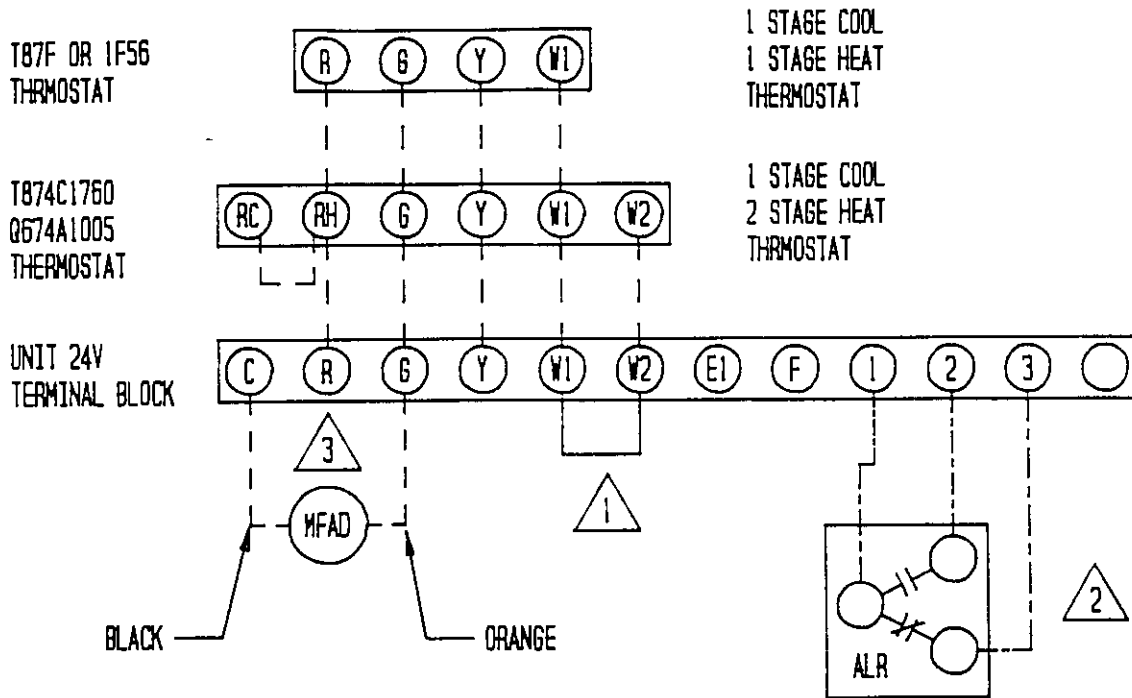 T87F OR 1F56
THRMOSTAT
R G Y W1
1 STAGE COOL
1 STAGE HEAT
THERMOSTAT
T874C1760
Q674A1005
THERMOSTAT
RC RH G Y W1 W2
1 STAGE COOL
2 STAGE HEAT
THRMOSTAT
UNIT 24V
TERMINAL BLOCK
C R G Y W1 W2 E1 F 1 2 3
3
1
MFAD
2
BLACK
ORANGE
ALR